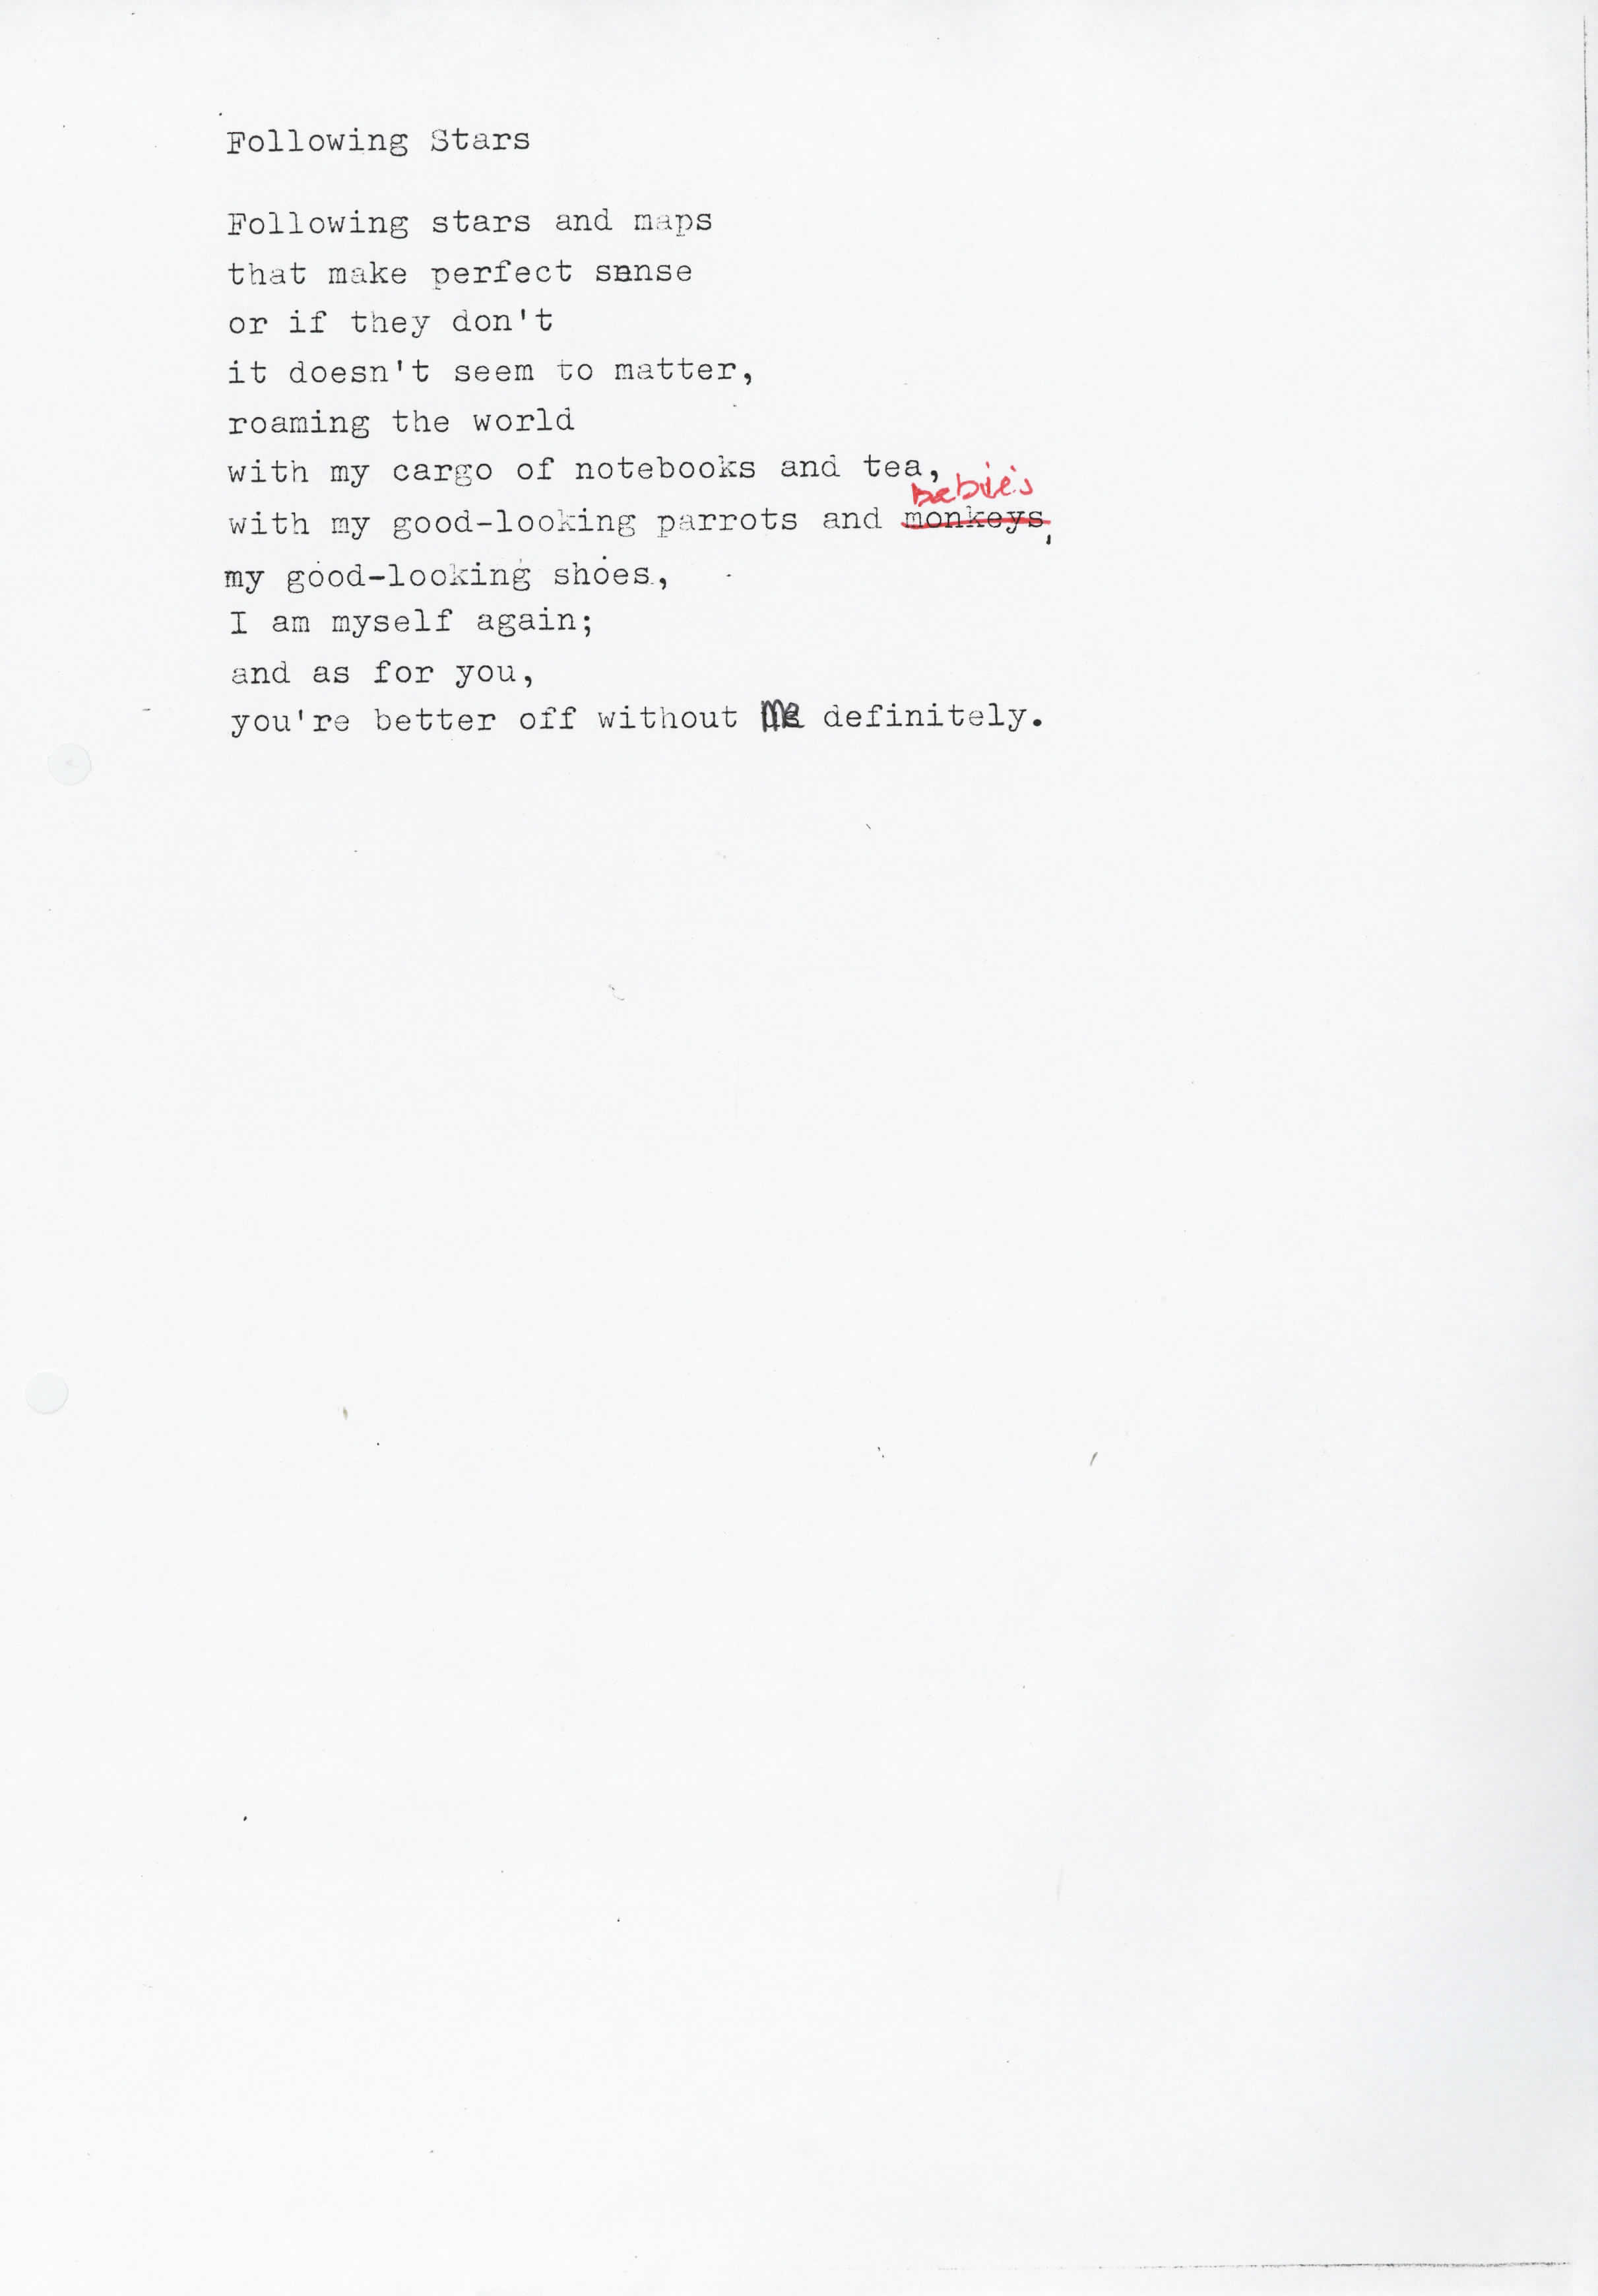 Following Stars
Following stars and maps
that make perfect sense
or if they don't
it doesn't seem to matter,
roaming the world
with my cargo of notebooks and tea,
babies
with my good-looking parrots and monkeys,
my good-looking shoes.,
I am myself again;
and as for you,
you're better off without me definitely.